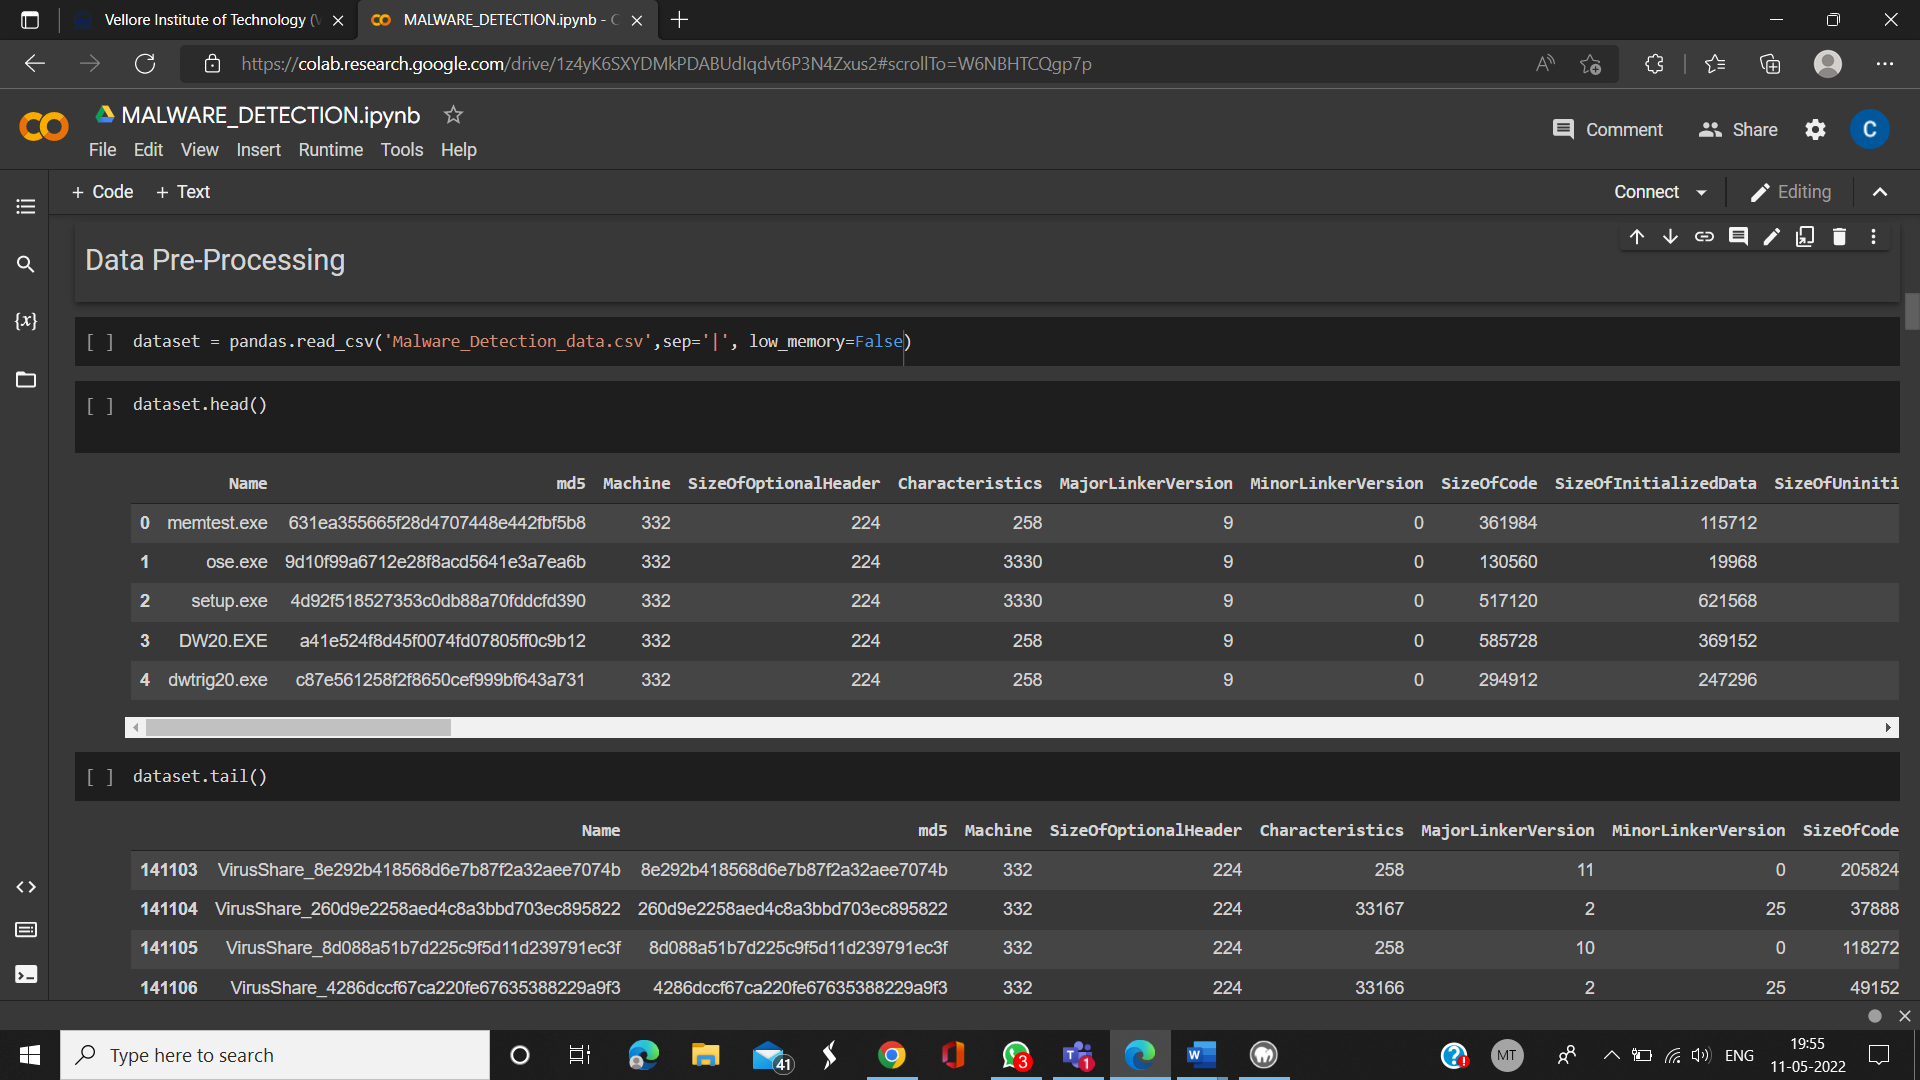 Vellore Institute of Technology (V
MALWARE_DETECTION.ipynb - C
https://colab.research.google.com/drive/1z4yK6SXYDMkPDABUdIqdvt6P3N4Zxus2#scrollTo=W6NBHTCQgp7p
MALWARE_DETECTION.ipynb
Comment Share C
File Edit View Insert Runtime Tools Help
+ Code + Text Connect Editing
Data Pre-Processing
{x}
[ ] dataset = pandas.read_csv('Malware_Detection_data.csv',sep='|', low_memory=False)
[ ] dataset.head()
Name md5 Machine SizeOfOptionalHeader Characteristics MajorLinkerVersion MinorLinkerVersion SizeOfCode SizeOfInitializedData SizeOfUniniti
0 memtest.exe 631ea355665f28d4707448e442fbf5b8 332 224 258 9 0 361984 115712
1 ose.exe 9d10f99a6712e28f8acd5641e3a7ea6b 332 224 3330 9 0 130560 19968
2 setup.exe 4d92f518527353c0db88a70fddcfd390 332 224 3330 9 0 517120 621568
3 DW20.EXE a41e524f8d45f0074fd07805ff0c9b12 332 224 258 9 0 585728 369152
4 dwtrig20.exe c87e561258f2f8650cef999bf643a731 332 224 258 9 0 294912 247296
[ ] dataset.tail()
Name md5 Machine SizeOfOptionalHeader Characteristics MajorLinkerVersion MinorLinkerVersion SizeOfCode
141103 VirusShare_8e292b418568d6e7b87f2a32aee7074b 8e292b418568d6e7b87f2a32aee7074b 332 224 258 11 0 205824
141104 VirusShare_260d9e2258aed4c8a3bbd703ec895822 260d9e2258aed4c8a3bbd703ec895822 332 224 33167 2 25 37888
141105 VirusShare_8d088a51b7d225c9f5d11d239791ec3f 8d088a51b7d225c9f5d11d239791ec3f 332 224 258 10 0 118272
141106 VirusShare_4286dccf67ca220fe67635388229a9f3 4286dccf67ca220fe67635388229a9f3 332 224 33166 2 25 49152
Type here to search
41
3
1
MT
ENG
19:55
11-05-2022